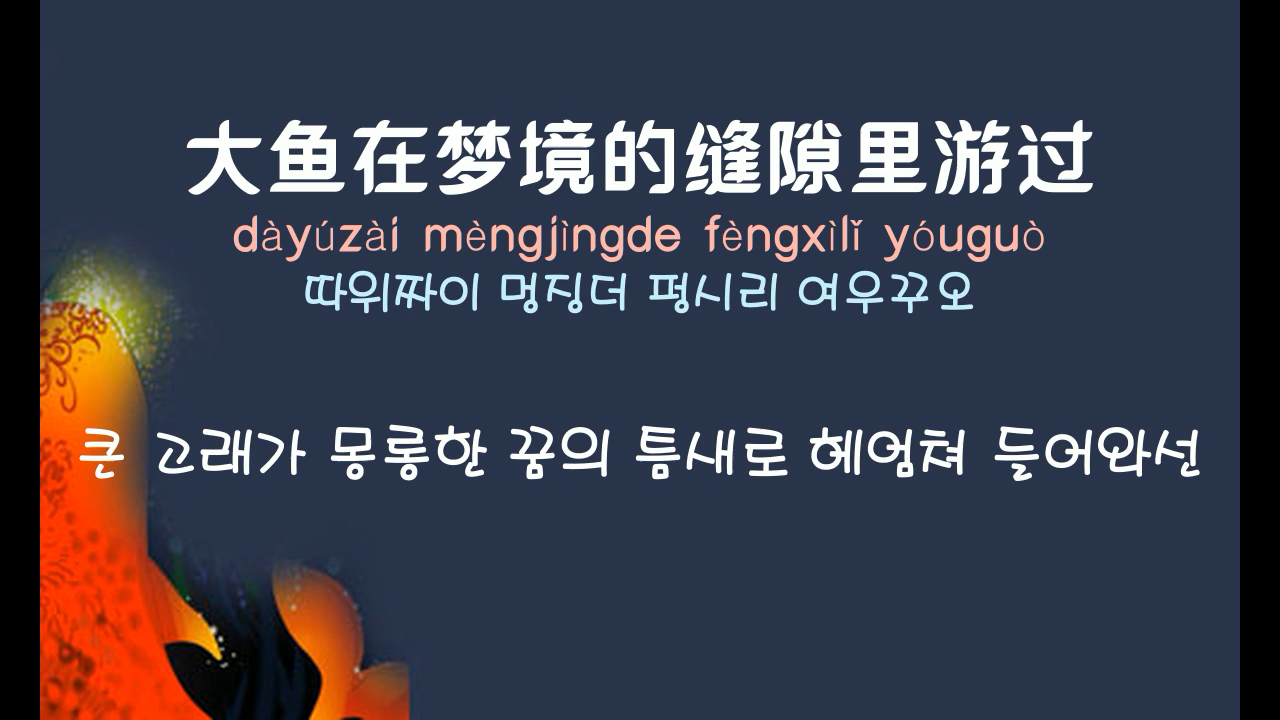 大鱼在梦境的缝隙里游过
dàyúzài mèngjìngde fèngxìlǐ yóuguò
따위짜이 멍징더 펑시리 여우꾸오
큰 고래가 몽롱한 꿈의 틈새로 헤엄쳐 들어와선